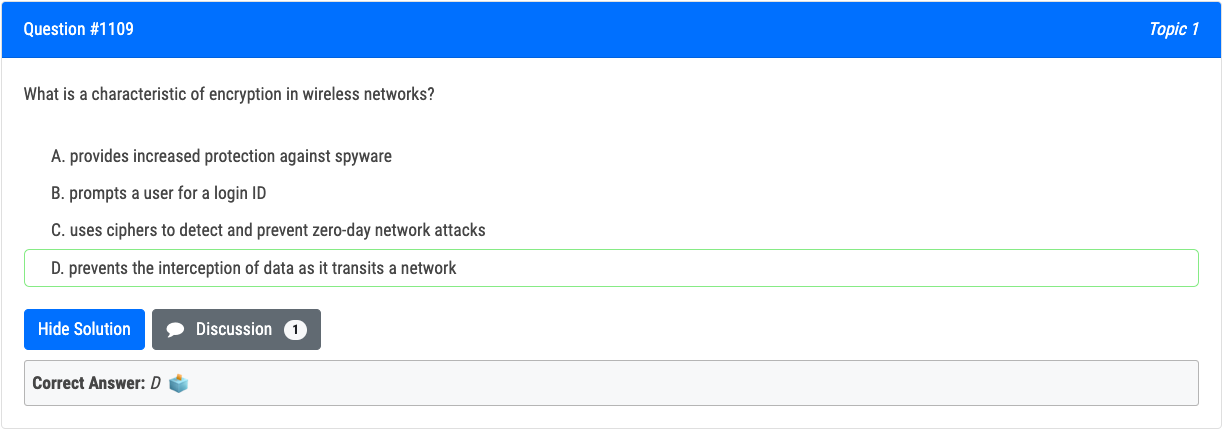 Question #1109
Topic 1
What is a characteristic of encryption in wireless networks?
A. provides increased protection against spyware
B. prompts a user for a login ID
C. uses ciphers to detect and prevent zero-day network attacks
D. prevents the interception of data as it transits a network
Hide Solution
Discussion 1
Correct Answer: D